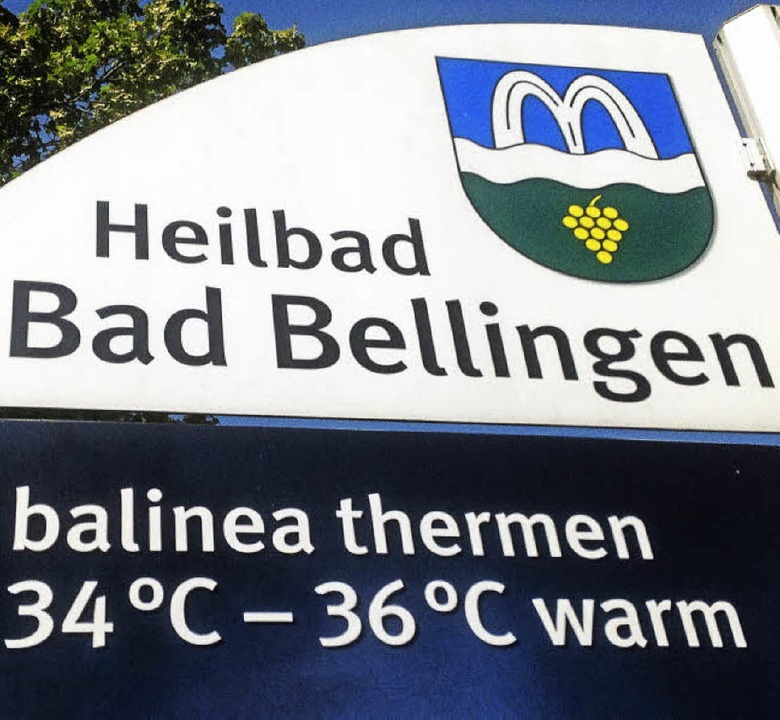 Heilbad
Bad Bellingen
balinea thermen
34°C – 36°C warm